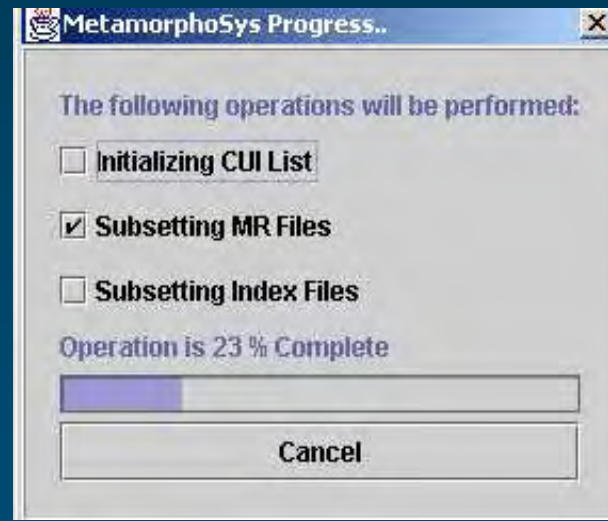 MetamorphoSys Progress..
The following operations will be performed:
Initializing CUI List
Subsetting MR Files
Subsetting Index Files
Operation is 23 % Complete
Cancel